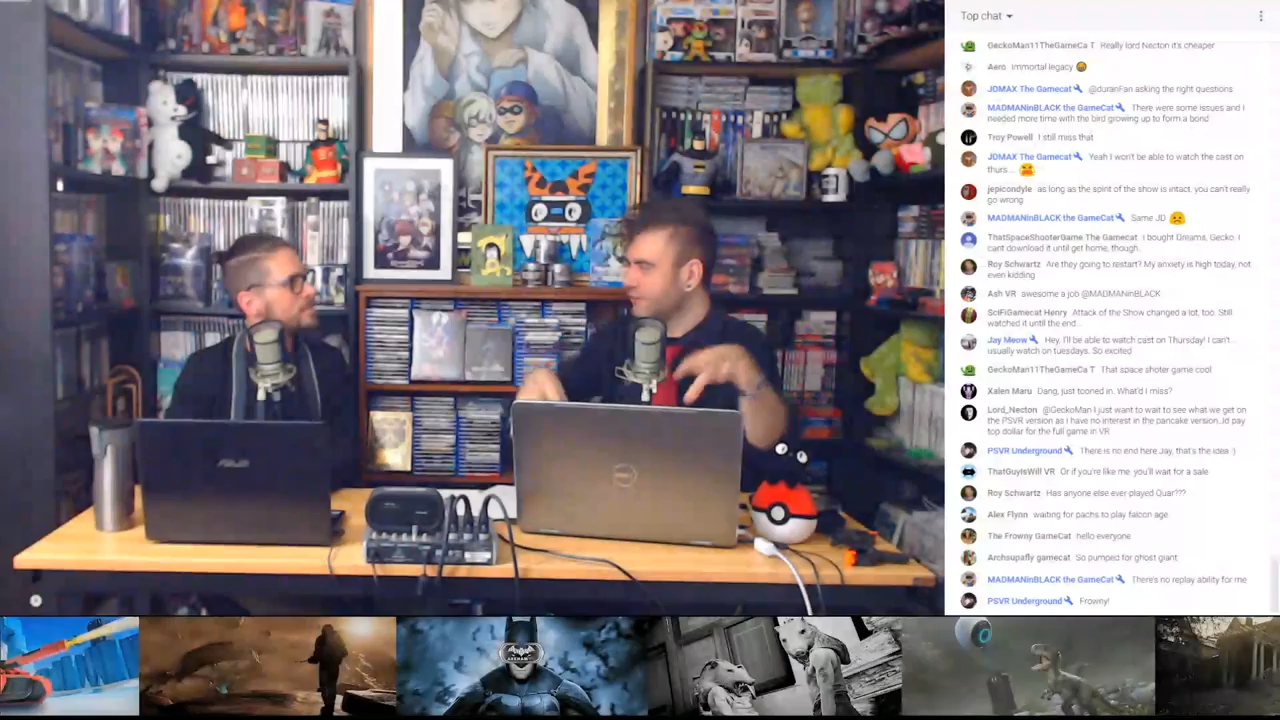 Top chat
GeckoMan11TheGameCa T Really lord Necton it's cheaper
Aero Immortal legacy
JDMAX The Gamecat @duranFan asking the right questions
MADMANinBLACK the GameCat There were some issues and I
needed more time with the bird growing up to form a bond
Troy Powell I still miss that
JDMAX The Gamecat Yeah I won't be able to watch the cast on
thurs...
jepicondyle as long as the spirit of the show is intact, you can't really
go wrong
MADMANinBLACK the GameCat Same JD
ThatSpaceShooterGame The Gamecat. I bought Dreams, Gecko. I
cant download it until get home, though.
Roy Schwartz Are they going to restart? My anxiety is high today, not
even kidding
Ash VR awesome a job @MADMANinBLACK
SciFiGamecat Henry Attack of the Show changed a lot, too. Still
watched it until the end...
Jay Meow Hey, I'll be able to watch cast on Thursday! I can't
usually watch on tuesdays. So excited
GeckoMan11TheGameCa T That space shoter game cool
Xalen Maru Dang, just tooned in. What'd I miss?
Lord_Necton @GeckoMan I just want to wait to see what we get on
the PSVR version as I have no interest in the pancake version..Id pay
top dollar for the full game in VR
PSVR Underground There is no end here Jay, that's the idea :)
ThatGuyIsWill VR Or if you're like me, you'll wait for a sale
Roy Schwartz Has anyone else ever played Quar???
Alex Flynn waiting for pachs to play falcon age.
The Frowny GameCat hello everyone
Archsupafly gamecat So pumped for ghost giant
MADMANinBLACK the GameCat There's no replay ability for me
PSVR Underground Frowny!
ASUS
DELL
ARKHAM